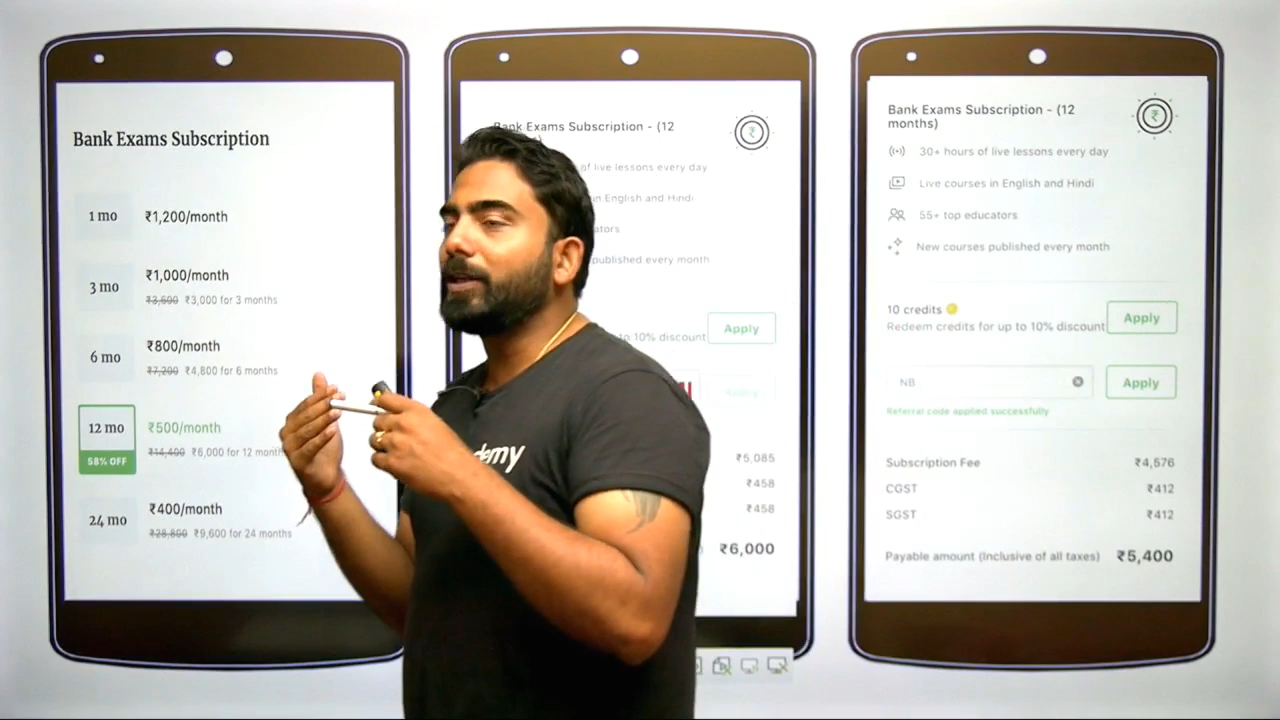 Bank Exams Subscription
1 mo
₹1,200/month
3 mo
₹1,000/month
₹3,600 ₹3,000 for 3 months
6 mo
₹800/month
₹7,200 ₹4,800 for 6 months
12 mo
58% OFF
₹500/month
₹14,400 ₹6,000 for 12 month
24 mo
₹400/month
₹28,800 ₹9,600 for 24 months
Bank Exams Subscription - (12
of live lessons every day
in English and Hindi
published every month
to 10% discount
Apply
Apply
₹5,085
₹458
₹458
₹6,000
demy
Bank Exams Subscription - (12
months)
30+ hours of live lessons every day
Live courses in English and Hindi
55+ top educators
New courses published every month
10 credits
Redeem credits for up to 10% discount
Apply
NB
Apply
Referral code applied successfully
Subscription Fee ₹4,576
CGST ₹412
SGST ₹412
Payable amount (Inclusive of all taxes) ₹5,400